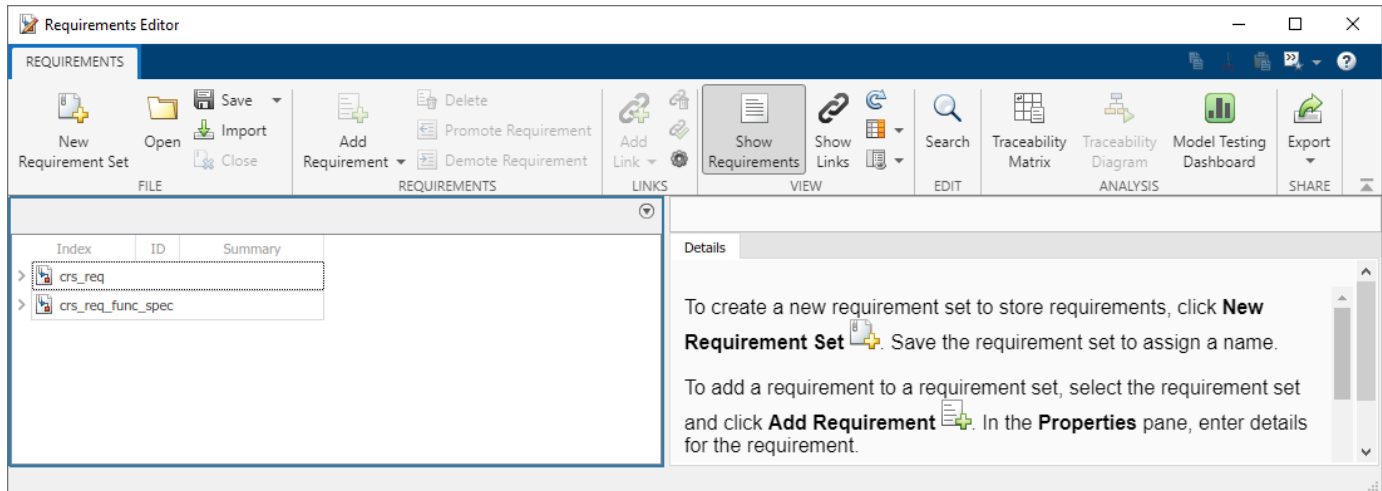 Requirements Editor
REQUIREMENTS
New
Requirement Set
Open
Save
Import
Close
FILE
Add
Requirement
Delete
Promote Requirement
Demote Requirement
REQUIREMENTS
Add
Link
LINKS
Show
Requirements
Show
Links
VIEW
Search
EDIT
Traceability
Matrix
Traceability
Diagram
Model Testing
Dashboard
ANALYSIS
Export
SHARE
Index ID Summary
crs_req
crs_req_func_spec
Details
To create a new requirement set to store requirements, click New
Requirement Set . Save the requirement set to assign a name.
To add a requirement to a requirement set, select the requirement set
and click Add Requirement . In the Properties pane, enter details
for the requirement.